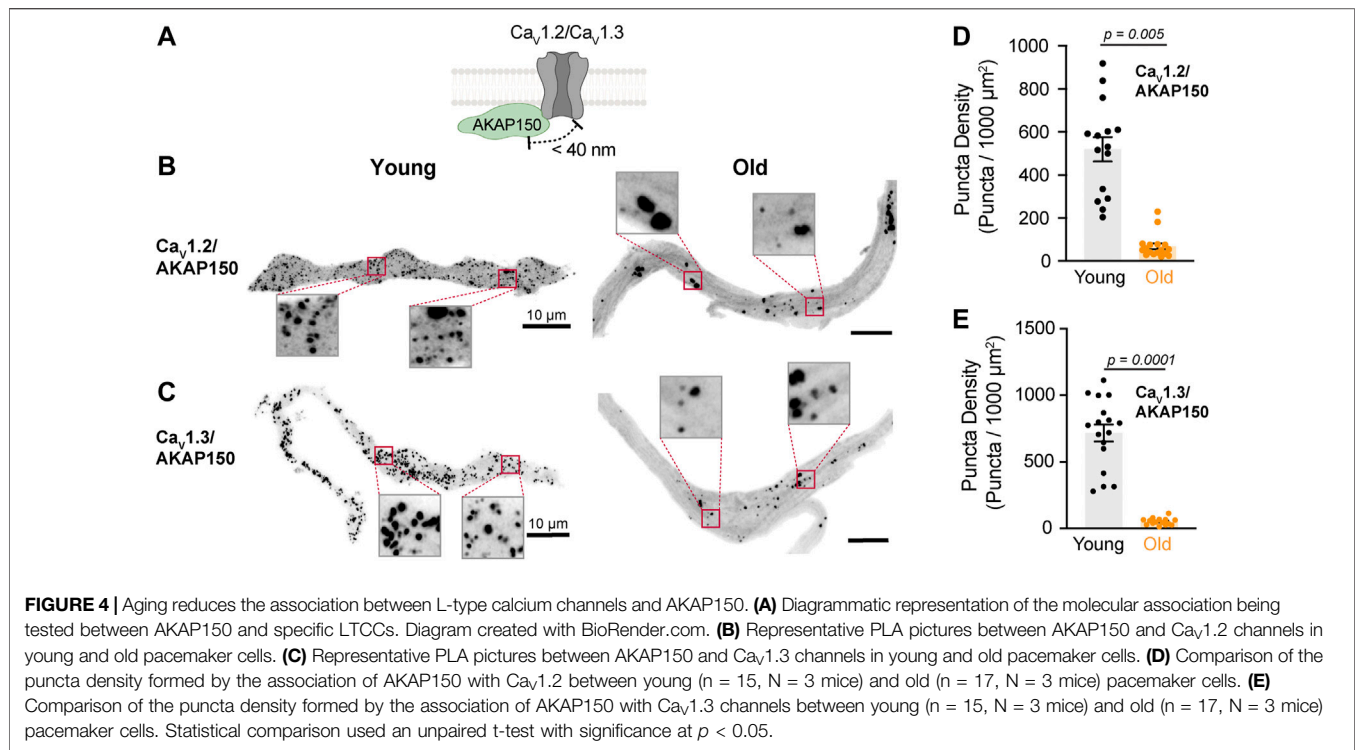 A
Caᵥ1.2/Caᵥ1.3
AKAP150
< 40 nm
Young
Old
B
Caᵥ1.2/
AKAP150
10 µm
C
Caᵥ1.3/
AKAP150
10 µm
D
p = 0.005
Caᵥ1.2/
AKAP150
Puncta Density
(Puncta / 1000 µm²)
1000
800
600
400
200
0
Young
Old
E
p = 0.0001
Caᵥ1.3/
AKAP150
Puncta Density
(Puncta / 1000 µm²)
1500
1000
500
0
Young
Old
FIGURE 4 | Aging reduces the association between L-type calcium channels and AKAP150. (A) Diagrammatic representation of the molecular association being
tested between AKAP150 and specific LTCCs. Diagram created with BioRender.com. (B) Representative PLA pictures between AKAP150 and Caᵥ1.2 channels in
young and old pacemaker cells. (C) Representative PLA pictures between AKAP150 and Caᵥ1.3 channels in young and old pacemaker cells. (D) Comparison of the
puncta density formed by the association of AKAP150 with Caᵥ1.2 between young (n = 15, N = 3 mice) and old (n = 17, N = 3 mice) pacemaker cells. (E)
Comparison of the puncta density formed by the association of AKAP150 with Caᵥ1.3 channels between young (n = 15, N = 3 mice) and old (n = 17, N = 3 mice)
pacemaker cells. Statistical comparison used an unpaired t-test with significance at p < 0.05.